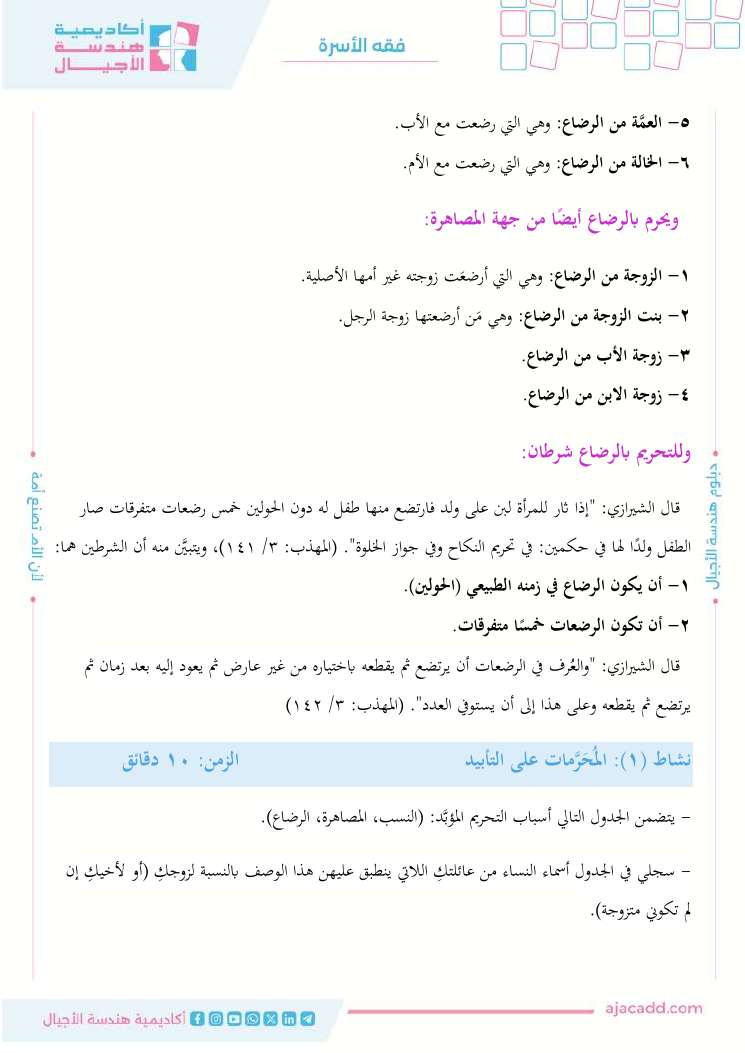 أكاديمية
هندسة
الأجيال
فقه الأسرة
٥- العمَّة من الرضاع: وهي التي رضعت مع الأب.
٦- الخالة من الرضاع: وهي التي رضعت مع الأم.
ويحرم بالرضاع أيضًا من جهة المصاهرة:
١- الزوجة من الرضاع: وهي التي أرضعَت زوجته غير أمها الأصلية.
٢- بنت الزوجة من الرضاع: وهي مَن أرضعتها زوجة الرجل.
٣- زوجة الأب من الرضاع.
٤- زوجة الابن من الرضاع.
وللتحريم بالرضاع شرطان:
قال الشيرازي: "إذا ثار للمرأة لبن على ولد فارتضع منها طفل له دون الحولين خمس رضعات متفرقات صار
الطفل ولدًا لها في حكمين: في تحريم النكاح وفي جواز الخلوة". (المهذب: ٣/ ١٤١)، ويتبيَّن منه أن الشرطين هما:
١- أن يكون الرضاع في زمنه الطبيعي (الحولين).
٢- أن تكون الرضعات خمسًا متفرقات.
قال الشيرازي: "والعُرف في الرضعات أن يرتضع ثم يقطعه باختياره من غير عارض ثم يعود إليه بعد زمان ثم
يرتضع ثم يقطعه وعلى هذا إلى أن يستوفي العدد". (المهذب: ٣/ ١٤٢)
نشاط (١): المُحَرَّمات على التأبيد الزمن: ١٠ دقائق
- يتضمن الجدول التالي أسباب التحريم المؤبَّد: (النسب، المصاهرة، الرضاع).
- سجلي في الجدول أسماء النساء من عائلتكِ اللاتي ينطبق عليهن هذا الوصف بالنسبة لزوجكِ (أو لأخيكِ إن
لم تكوني متزوجة).
دبلوم هندسة الأجيال
لأن الأم تصنع أمة
ajacadd.com
أكاديمية هندسة الأجيال